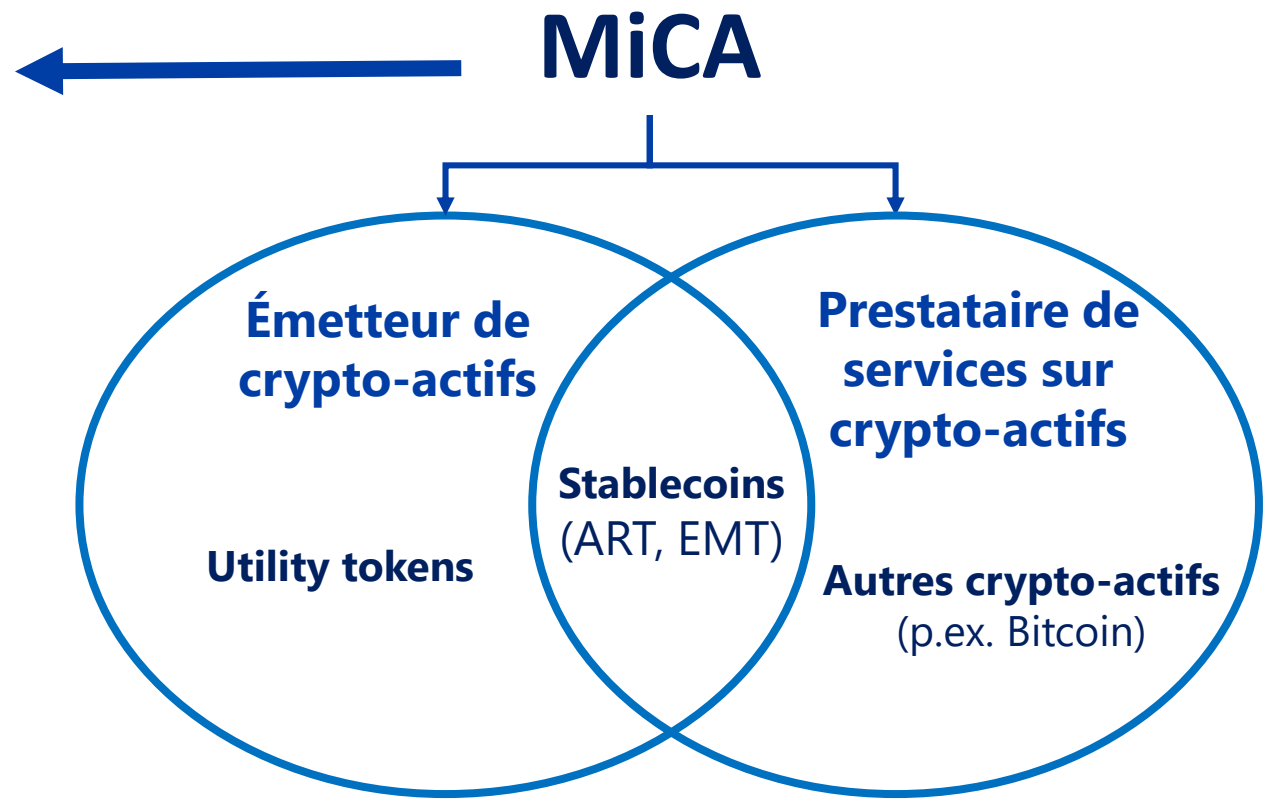 MiCA
Émetteur de
crypto-actifs
Utility tokens
Stablecoins
(ART, EMT)
Prestataire de
services sur
crypto-actifs
Autres crypto-actifs
(p.ex. Bitcoin)